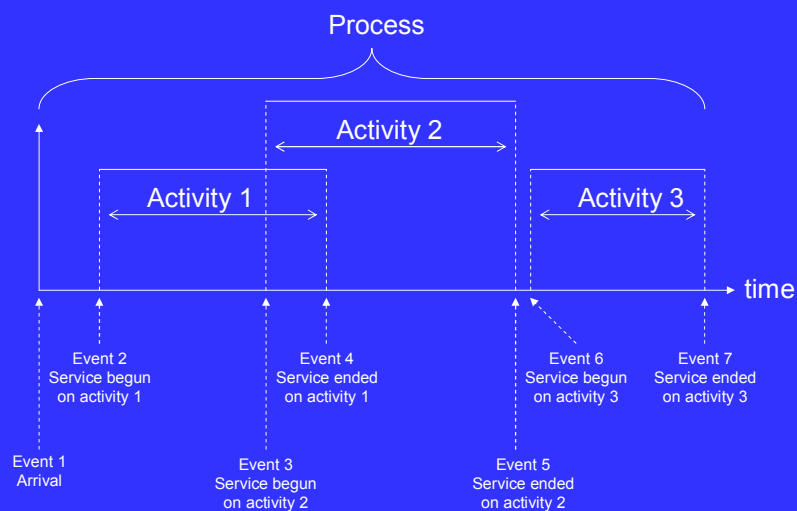 Process
Activity 2
Activity 1
Activity 3
time
Event 2
Service begun
on activity 1
Event 4
Service ended
on activity 1
Event 6
Service begun
on activity 3
Event 7
Service ended
on activity 3
Event 1
Arrival
Event 3
Service begun
on activity 2
Event 5
Service ended
on activity 2